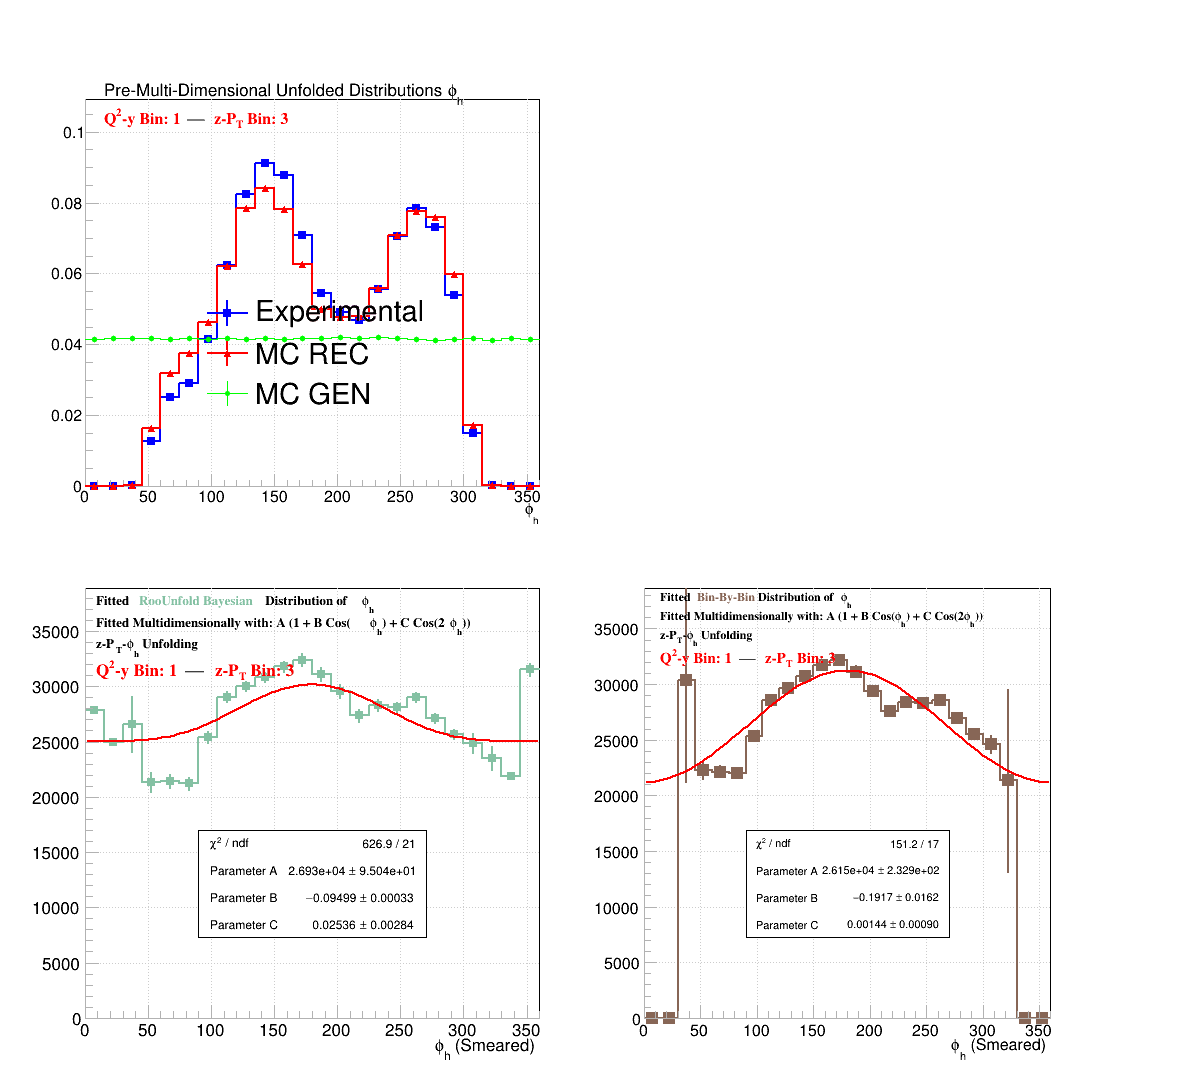 Pre-Multi-Dimensional Unfolded Distributions ϕh
Q2-y Bin: 1 — z-PT Bin: 3
0.1
0.08
0.06
0.04
0.02
0
Experimental
MC REC
MC GEN
0 50 100 150 200 250 300 350
ϕh
Fitted RooUnfold Bayesian Distribution of ϕh
Fitted Multidimensionally with: A (1 + B Cos( ϕh) + C Cos(2 ϕh))
z-PT-ϕh Unfolding
Q2-y Bin: 1 — z-PT Bin: 3
35000
30000
25000
20000
15000
10000
5000
0
χ2 / ndf 626.9 / 21
Parameter A 2.693e+04 ± 9.504e+01
Parameter B −0.09499 ± 0.00033
Parameter C 0.02536 ± 0.00284
0 50 100 150 200 250 300 350
ϕh (Smeared)
Fitted Bin-By-Bin Distribution of ϕh
Fitted Multidimensionally with: A (1 + B Cos(ϕh) + C Cos(2ϕh))
z-PT-ϕh Unfolding
Q2-y Bin: 1 — z-PT Bin: 3
35000
30000
25000
20000
15000
10000
5000
0
χ2 / ndf 151.2 / 17
Parameter A 2.615e+04 ± 2.329e+02
Parameter B −0.1917 ± 0.0162
Parameter C 0.00144 ± 0.00090
0 50 100 150 200 250 300 350
ϕh (Smeared)